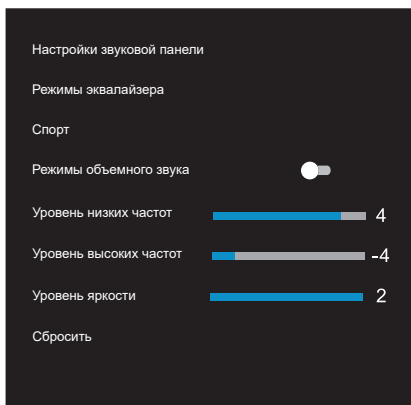 Настройки звуковой панели
Режимы эквалайзера
Спорт
Режимы объемного звука
Уровень низких частот 4
Уровень высоких частот -4
Уровень яркости 2
Сбросить